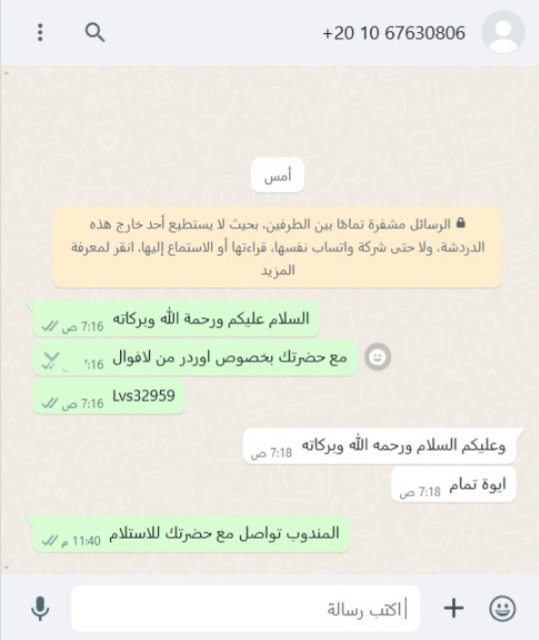 +20 10 67630806
أمس
الرسائل مشفرة تمامًا بين الطرفين، بحيث لا يستطيع أحد خارج هذه
الدردشة، ولا حتى شركة واتساب نفسها، قراءتها أو الاستماع إليها. انقر لمعرفة
المزيد
السلام عليكم ورحمة الله وبركاته 7:16 ص
مع حضرتك بخصوص اوردر من لافوال :16
Lvs32959 7:16 ص
وعليكم السلام ورحمه الله وبركاته 7:18 ص
ايوة تمام 7:18 ص
المندوب تواصل مع حضرتك للاستلام 11:40 م
اكتب رسالة